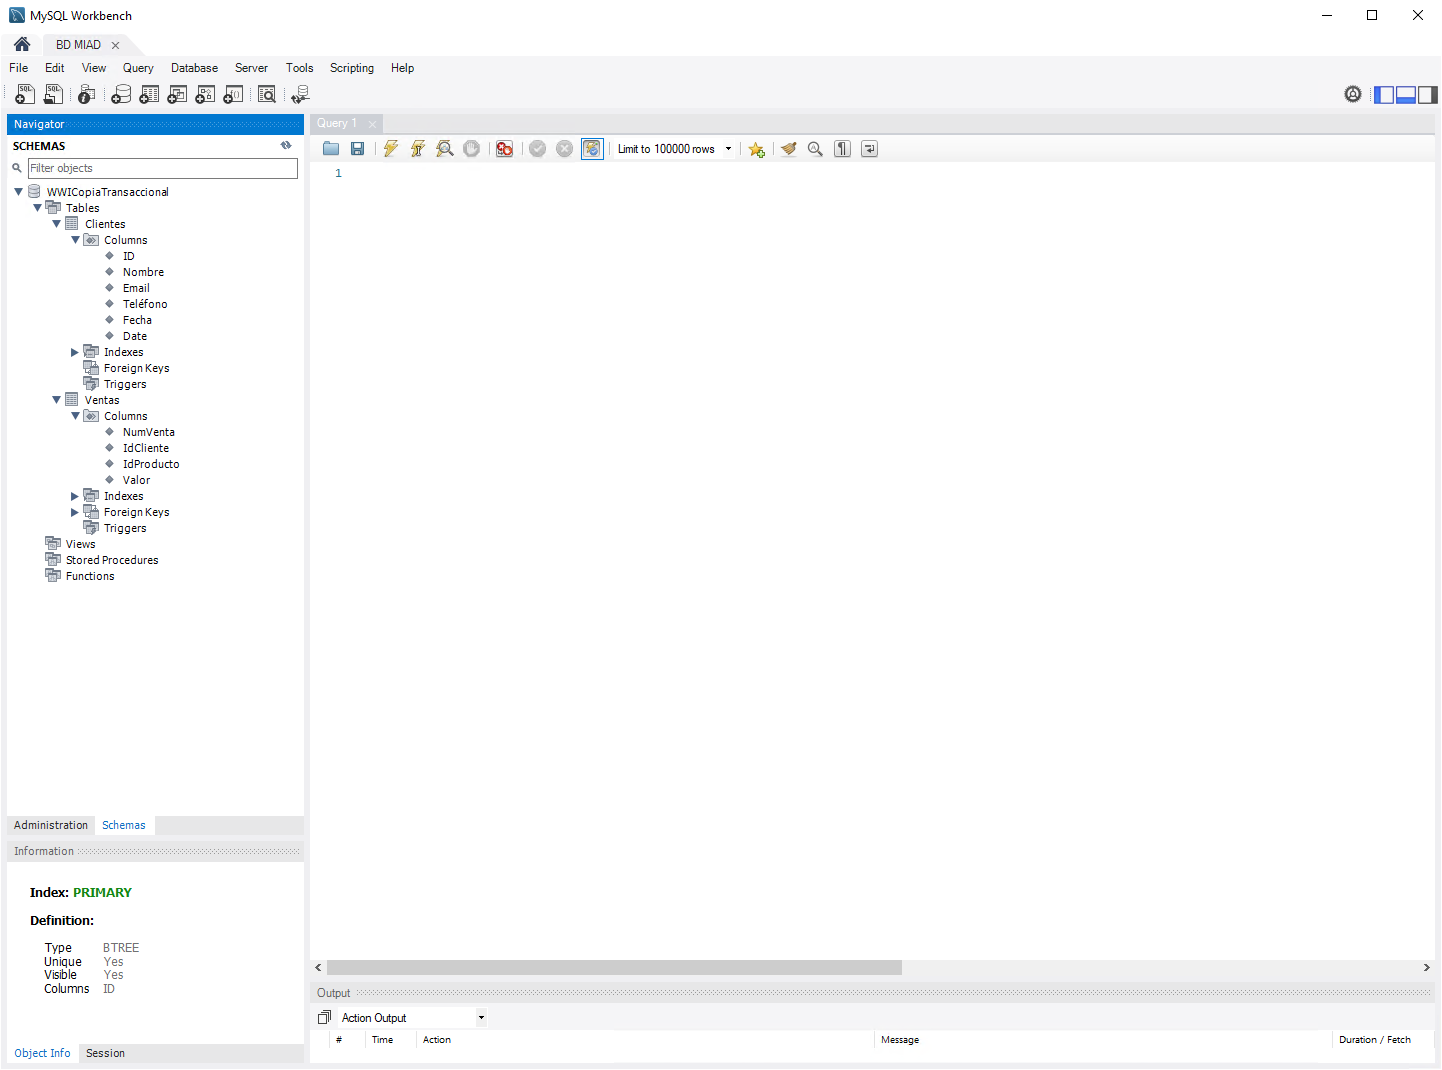 MySQL Workbench
BD MIAD
File Edit View Query Database Server Tools Scripting Help
Navigator
SCHEMAS
Filter objects
WWICopiaTransaccional
Tables
Clientes
Columns
ID
Nombre
Email
Teléfono
Fecha
Date
Indexes
Foreign Keys
Triggers
Ventas
Columns
NumVenta
IdCliente
IdProducto
Valor
Indexes
Foreign Keys
Triggers
Views
Stored Procedures
Functions
Administration Schemas
Information
Index: PRIMARY
Definition:
Type BTREE
Unique Yes
Visible Yes
Columns ID
Object Info Session
Query 1
Limit to 100000 rows
1
Output
Action Output
# Time Action Message Duration / Fetch